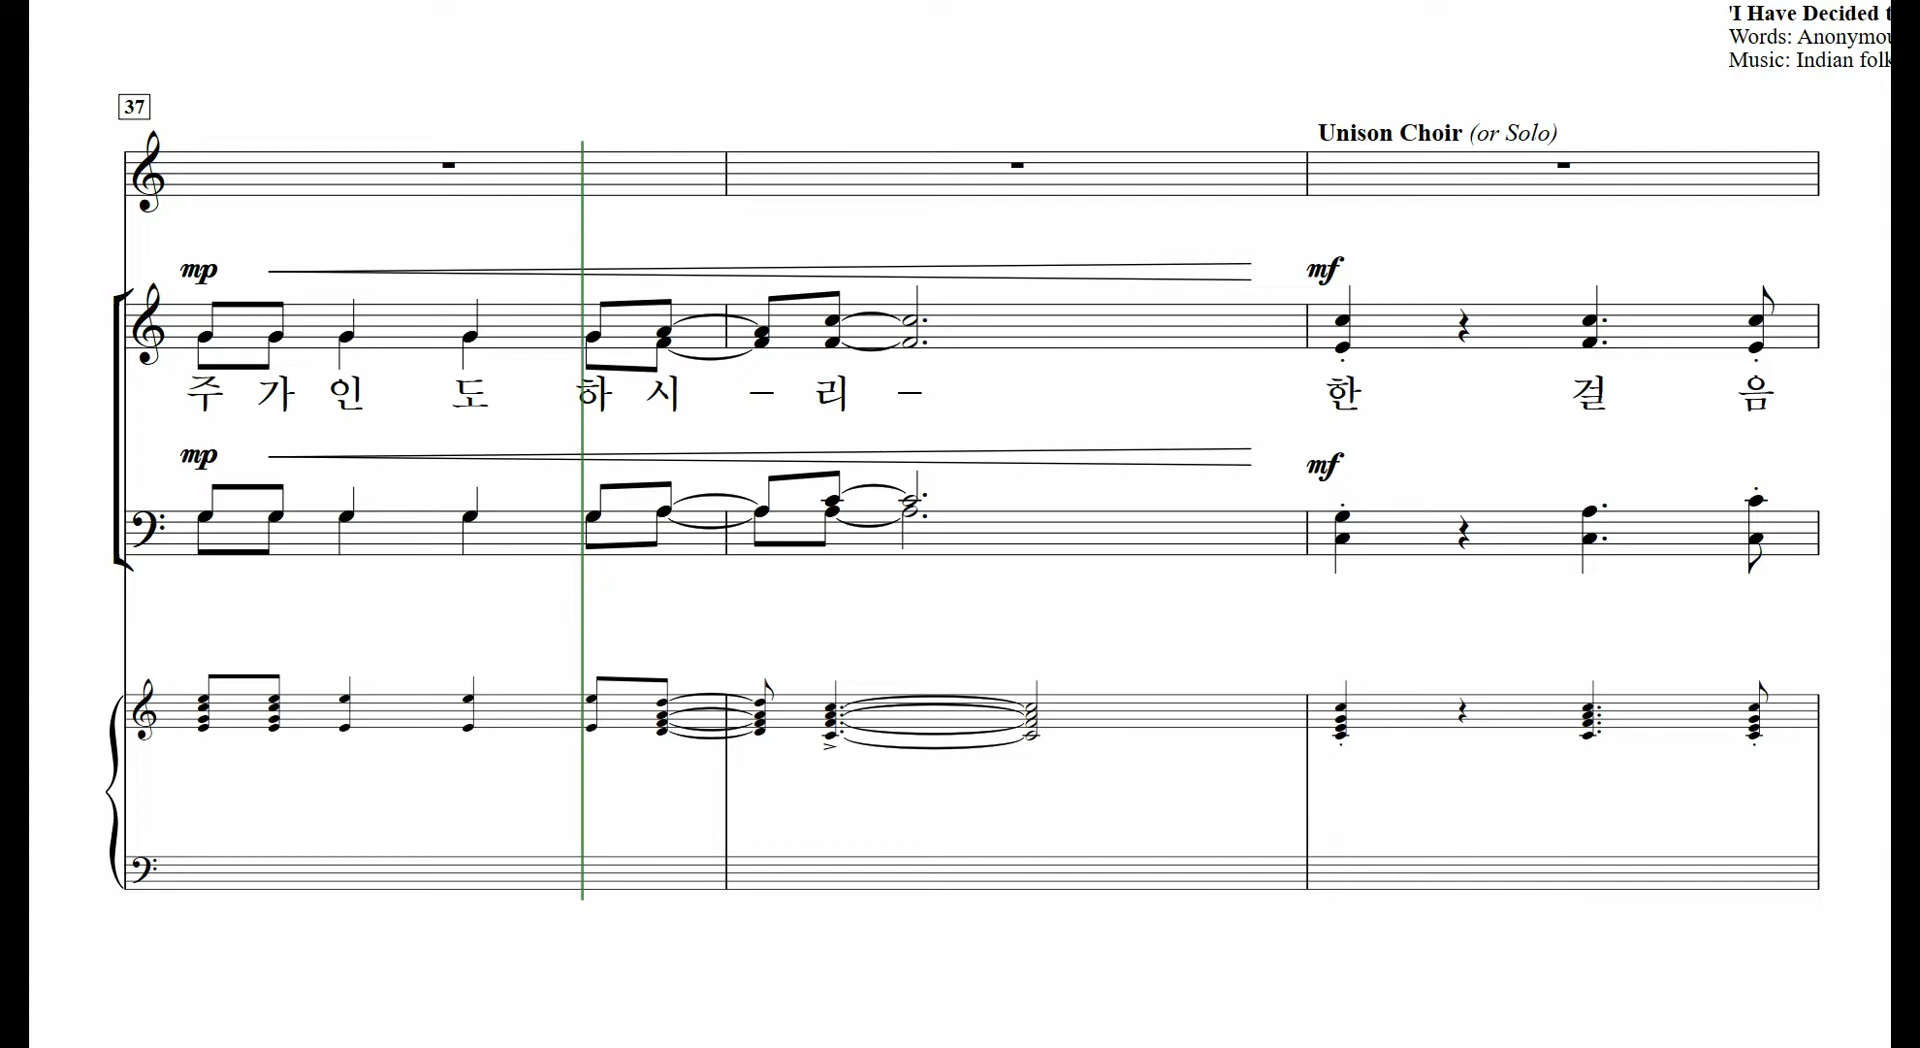 'I Have Decided t
Words: Anonymou
Music: Indian folk
37
Unison Choir (or Solo)
mp
mf
주 가 인 도 하 시 – 리 – 한 결 음
mp
mf